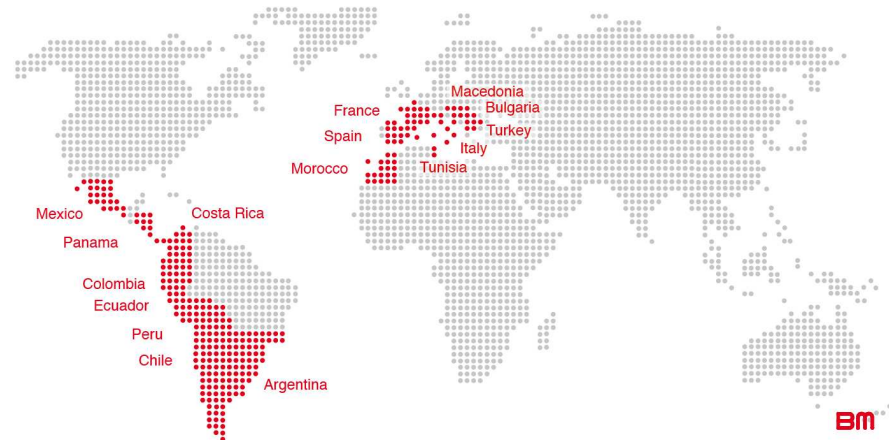 Macedonia
France
Bulgaria
Spain
Turkey
Italy
Morocco
Tunisia
Mexico
Costa Rica
Panama
Colombia
Ecuador
Peru
Chile
Argentina
BM